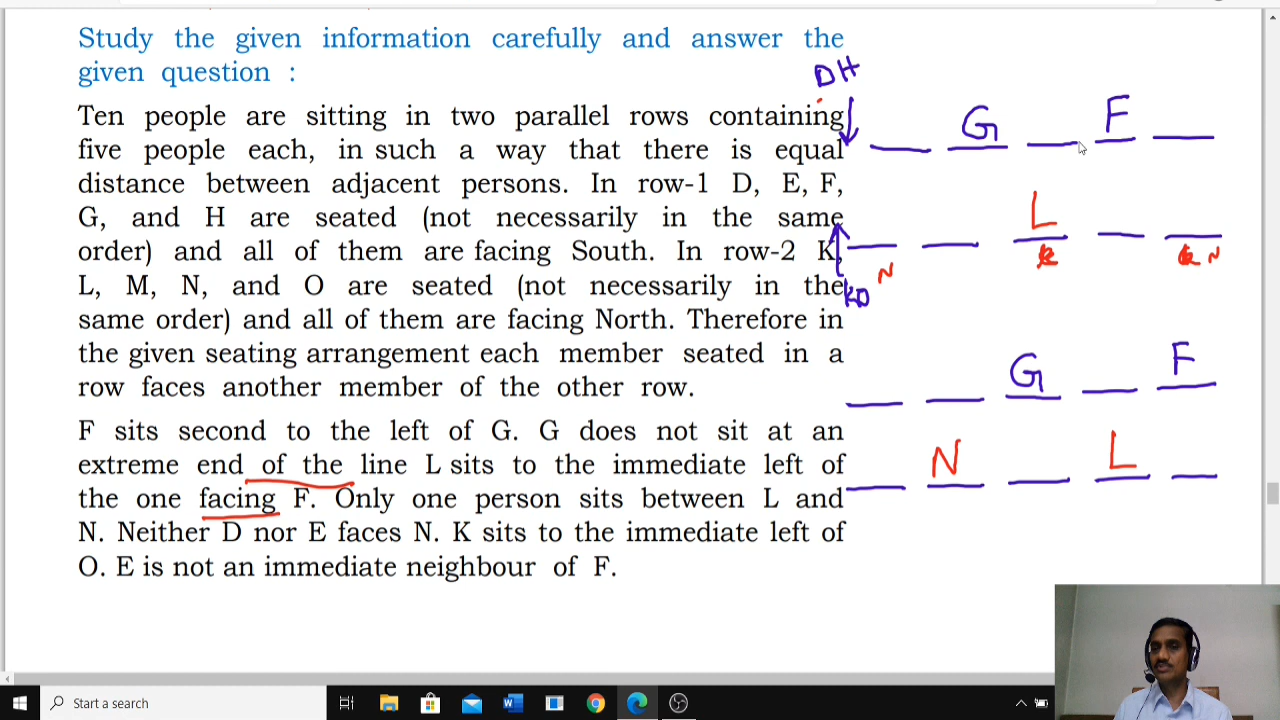 Study the given information carefully and answer the
given question :
Ten people are sitting in two parallel rows containing
five people each, in such a way that there is equal
distance between adjacent persons. In row-1 D, E, F,
G, and H are seated (not necessarily in the same
order) and all of them are facing South. In row-2 K,
L, M, N, and O are seated (not necessarily in the
same order) and all of them are facing North. Therefore in
the given seating arrangement each member seated in a
row faces another member of the other row.
F sits second to the left of G. G does not sit at an
extreme end of the line L sits to the immediate left of
the one facing F. Only one person sits between L and
N. Neither D nor E faces N. K sits to the immediate left of
O. E is not an immediate neighbour of F.
DH
G F
L
N N
G F
N L
Start a search